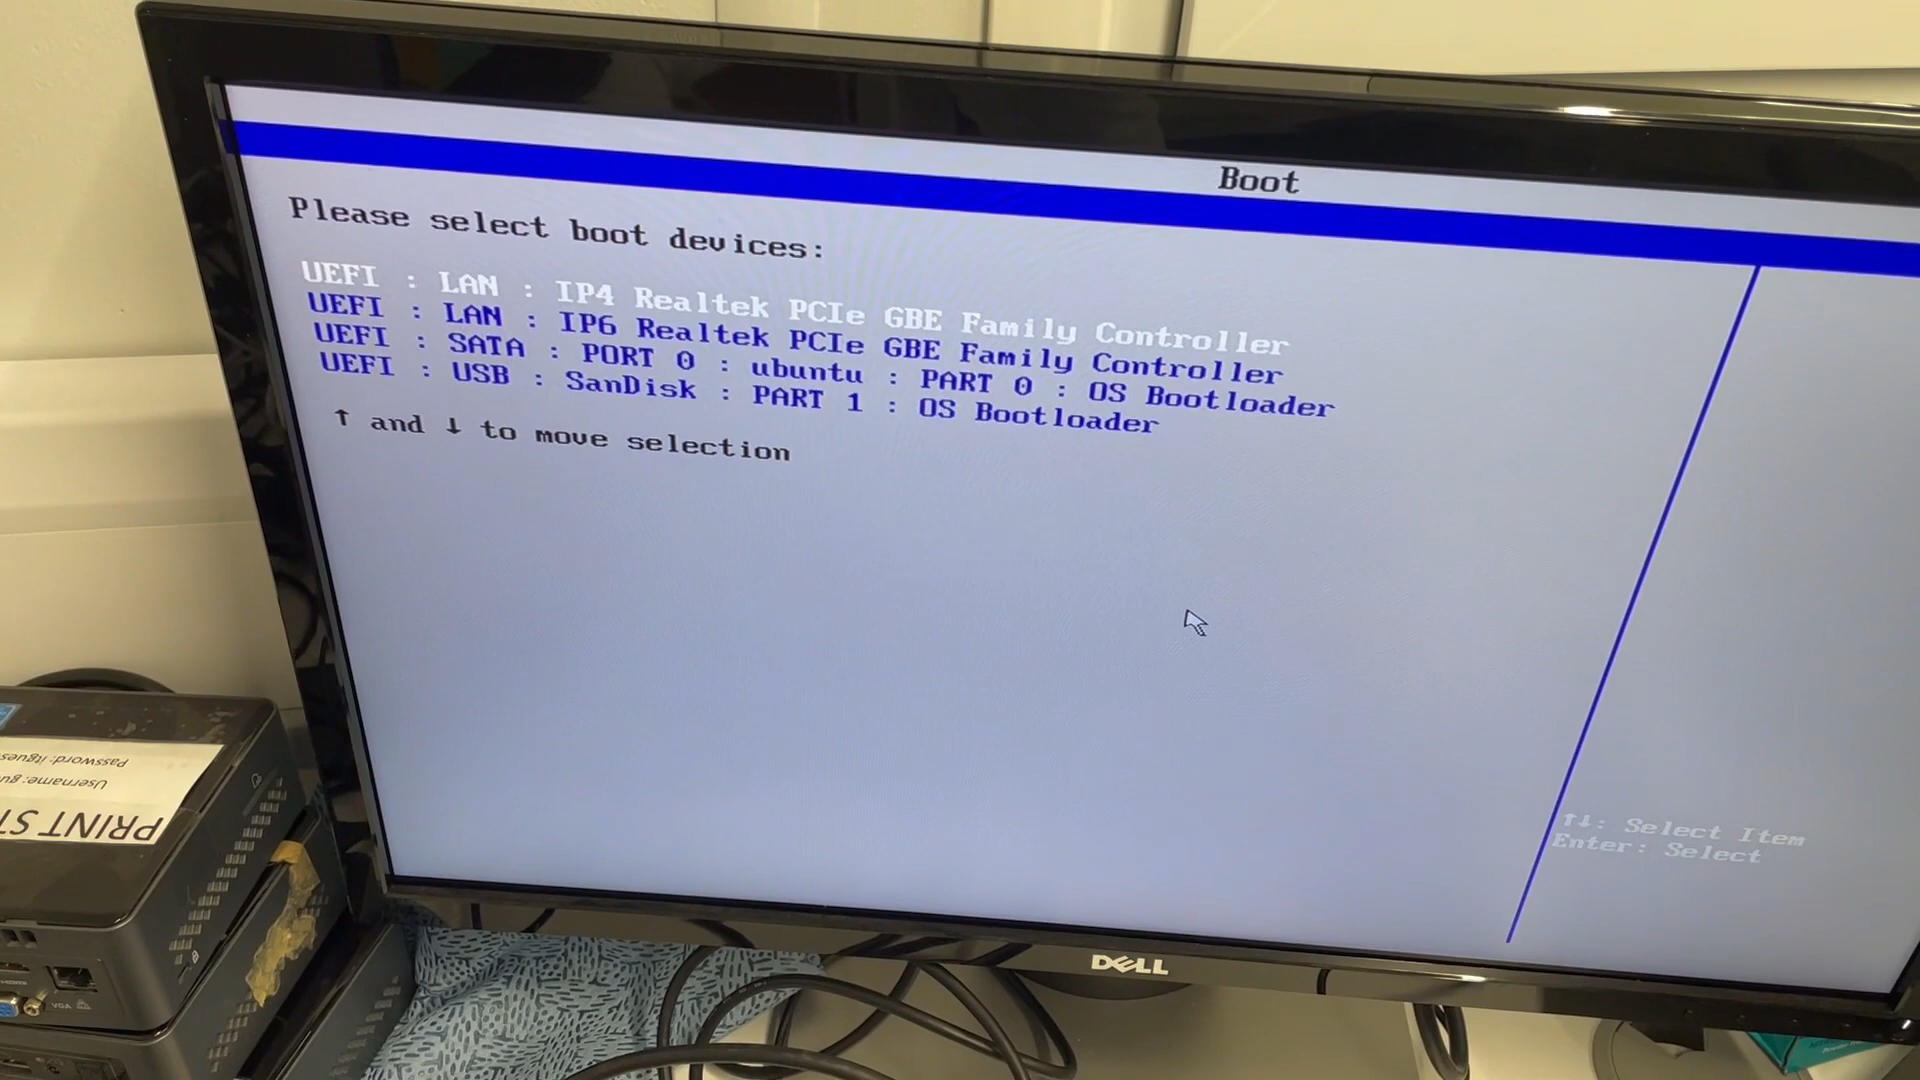 Boot
Please select boot devices:
UEFI : LAN : IP4 Realtek PCIe GBE Family Controller
UEFI : LAN : IP6 Realtek PCIe GBE Family Controller
UEFI : SATA : PORT 0 : ubuntu : PART 0 : OS Bootloader
UEFI : USB : SanDisk : PART 1 : OS Bootloader
↑ and ↓ to move selection
↑↓: Select Item
Enter: Select
DELL
PRINT
Username:
Password:
VGA